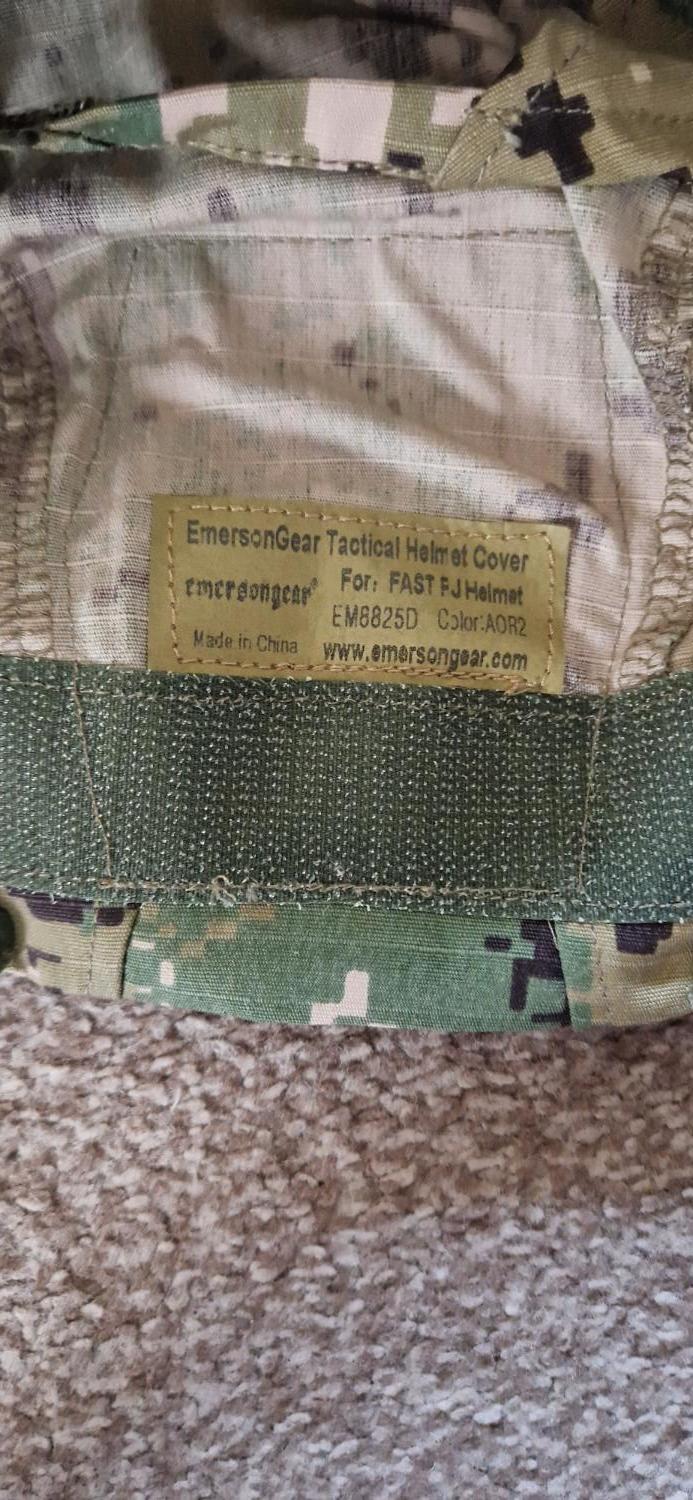 EmersonGear Tactical Helmet Cover
emersongear®
For: FAST PJ Helmet
EM8825D Color:AOR2
Made in China
www.emersongear.com